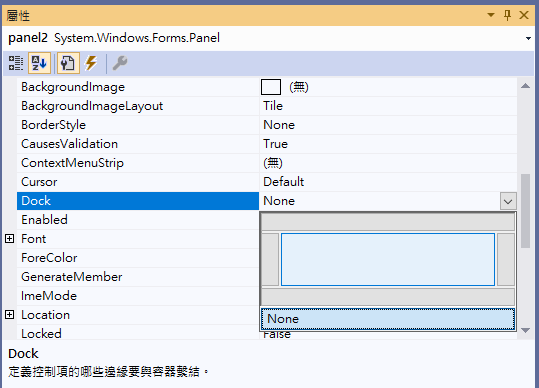 屬性
panel2 System.Windows.Forms.Panel
BackgroundImage (無)
BackgroundImageLayout Tile
BorderStyle None
CausesValidation True
ContextMenuStrip (無)
Cursor Default
Dock None
Enabled
Font
ForeColor
GenerateMember
ImeMode
None
Location
Locked False
Dock
定義控制項的哪些邊緣要與容器繫結。